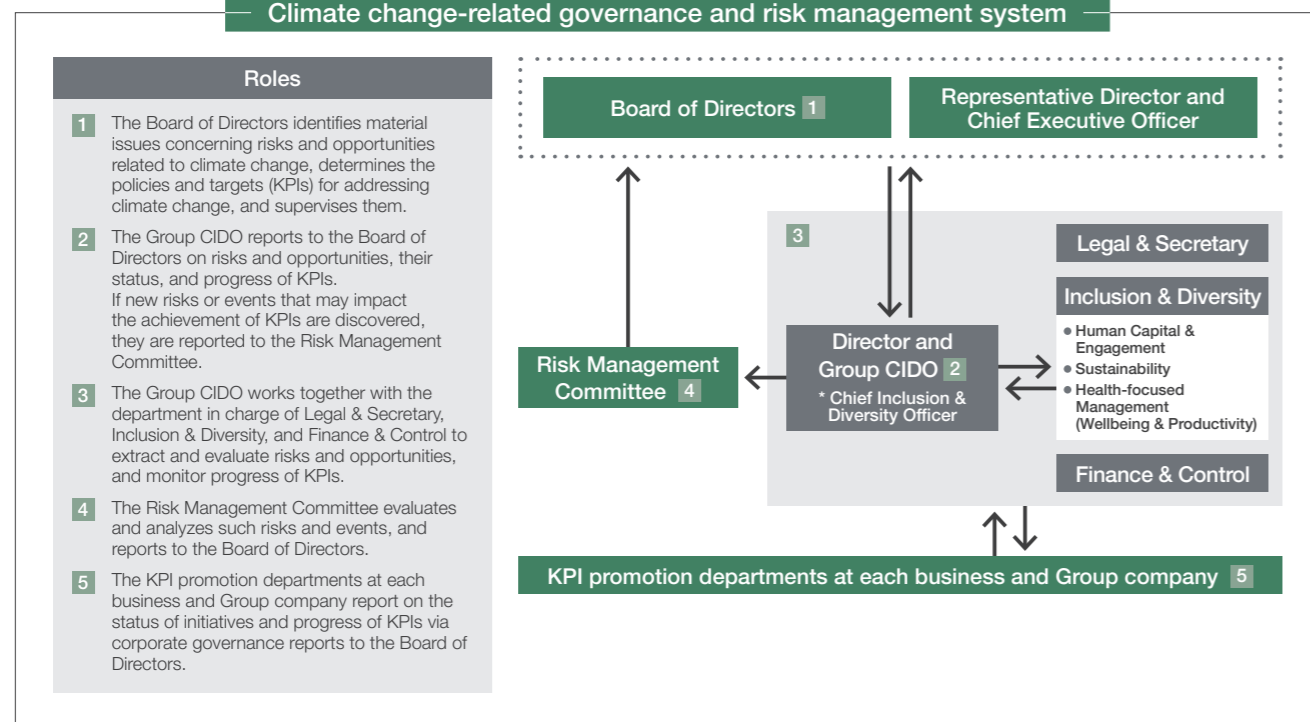 Climate change-related governance and risk management system
Roles
1 The Board of Directors identifies material
issues concerning risks and opportunities
related to climate change, determines the
policies and targets (KPIs) for addressing
climate change, and supervises them.
2 The Group CIDO reports to the Board of
Directors on risks and opportunities, their
status, and progress of KPIs.
If new risks or events that may impact
the achievement of KPIs are discovered,
they are reported to the Risk Management
Committee.
3 The Group CIDO works together with the
department in charge of Legal & Secretary,
Inclusion & Diversity, and Finance & Control to
extract and evaluate risks and opportunities,
and monitor progress of KPIs.
4 The Risk Management Committee evaluates
and analyzes such risks and events, and
reports to the Board of Directors.
5 The KPI promotion departments at each
business and Group company report on the
status of initiatives and progress of KPIs via
corporate governance reports to the Board of
Directors.
Board of Directors 1
Representative Director and
Chief Executive Officer
3
Legal & Secretary
Inclusion & Diversity
• Human Capital &
Engagement
• Sustainability
• Health-focused
Management
(Wellbeing & Productivity)
Finance & Control
Director and
Group CIDO 2
* Chief Inclusion &
Diversity Officer
Risk Management
Committee 4
KPI promotion departments at each business and Group company 5